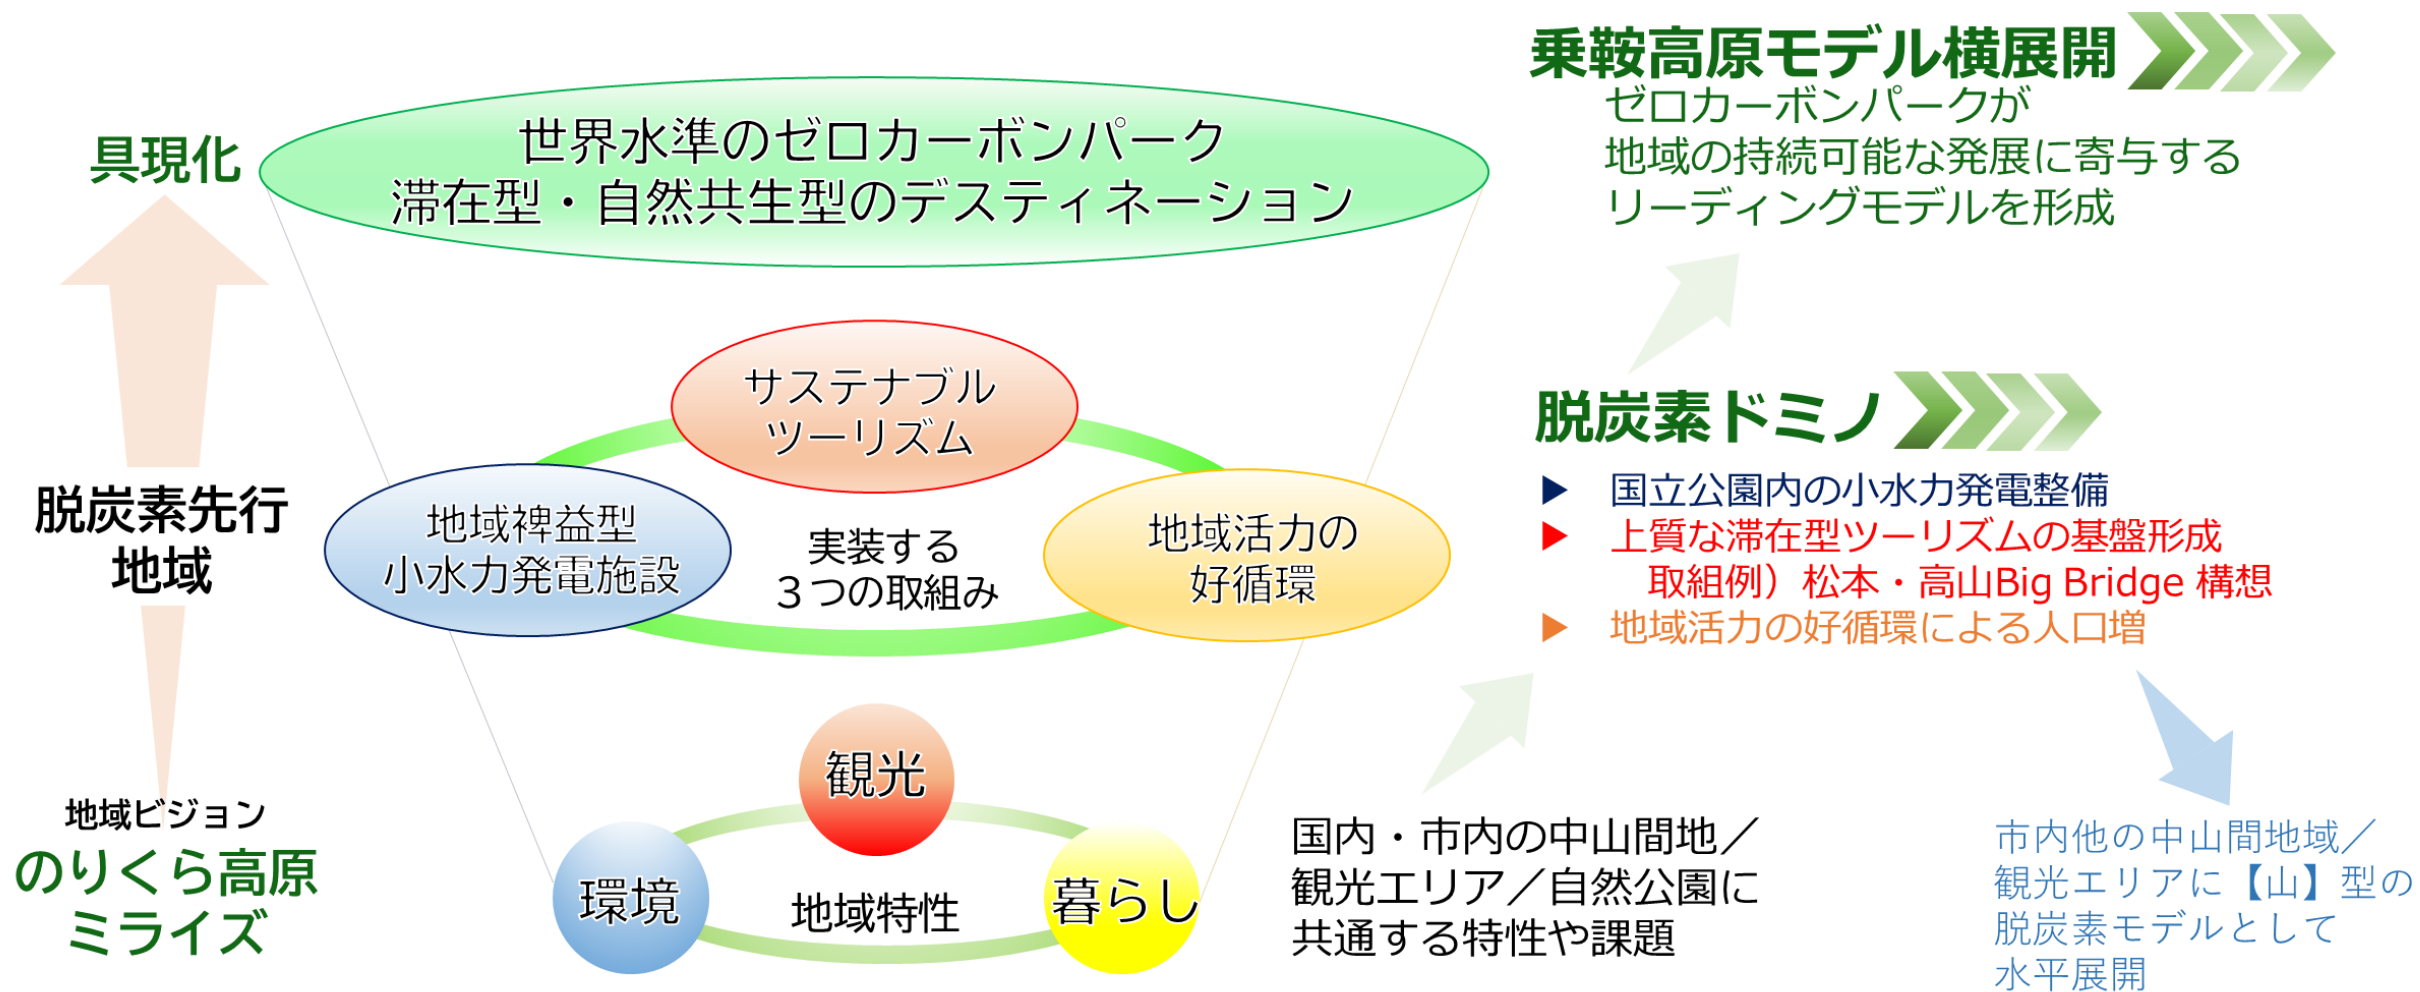 具現化
脱炭素先行
地域
地域ビジョン
のりくら高原
ミライズ
世界水準のゼロカーボンパーク
滞在型・自然共生型のデスティネーション
サステナブル
ツーリズム
地域裨益型
小水力発電施設
実装する
３つの取組み
地域活力の
好循環
観光
環境
地域特性
暮らし
乗鞍高原モデル横展開
ゼロカーボンパークが
地域の持続可能な発展に寄与する
リーディングモデルを形成
脱炭素ドミノ
▶ 国立公園内の小水力発電整備
▶ 上質な滞在型ツーリズムの基盤形成
取組例）松本・高山Big Bridge 構想
▶ 地域活力の好循環による人口増
国内・市内の中山間地／
観光エリア／自然公園に
共通する特性や課題
市内他の中山間地域／
観光エリアに【山】型の
脱炭素モデルとして
水平展開